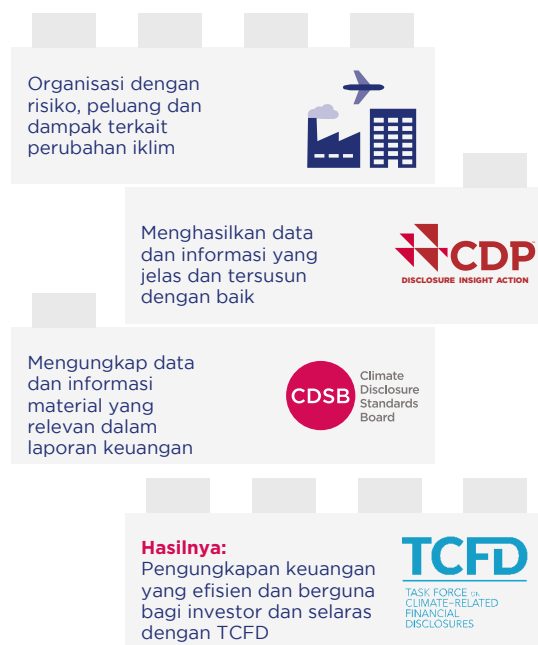 Organisasi dengan
risiko, peluang dan
dampak terkait
perubahan iklim
Menghasilkan data
dan informasi yang
jelas dan tersusun
dengan baik
CDP
DISCLOSURE INSIGHT ACTION
Mengungkap data
dan informasi
material yang
relevan dalam
laporan keuangan
CDSB
Climate
Disclosure
Standards
Board
Hasilnya:
Pengungkapan keuangan
yang efisien dan berguna
bagi investor dan selaras
dengan TCFD
TCFD
TASK FORCE ON
CLIMATE-RELATED
FINANCIAL
DISCLOSURES